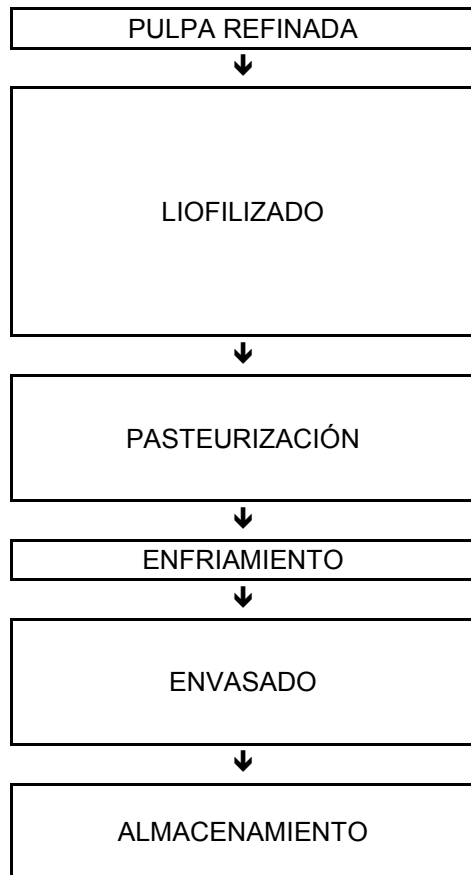 PULPA REFINADA
LIOFILIZADO
PASTEURIZACIÓN
ENFRIAMIENTO
ENVASADO
ALMACENAMIENTO